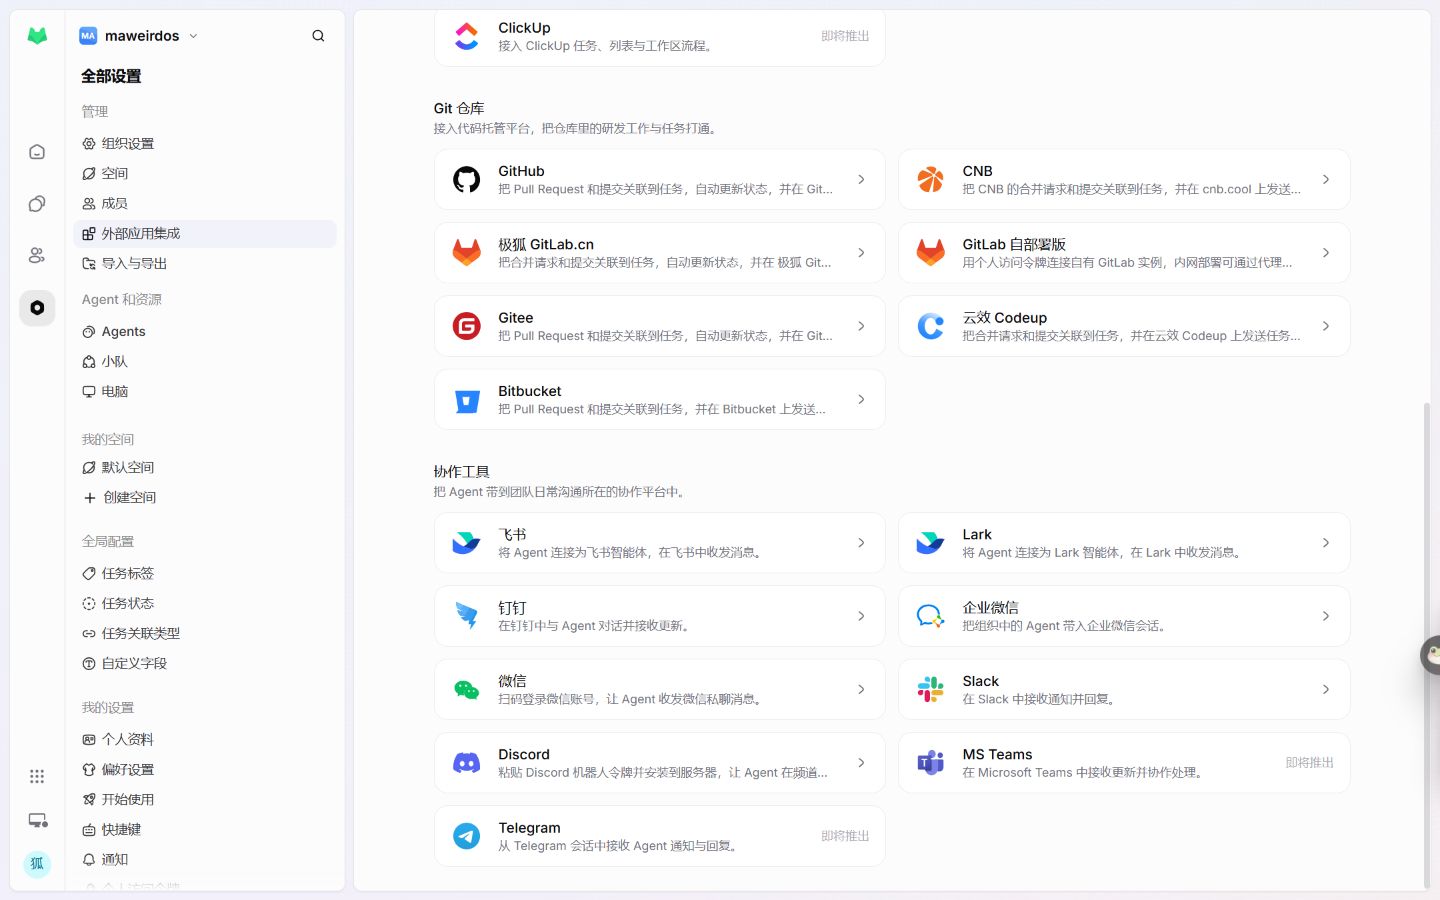 MA maweirdos
全部设置
管理
组织设置
空间
成员
外部应用集成
导入与导出
Agent 和资源
Agents
小队
电脑
我的空间
默认空间
创建空间
全局配置
任务标签
任务状态
任务关联类型
自定义字段
我的设置
个人资料
偏好设置
开始使用
快捷键
通知
狐
ClickUp
接入 ClickUp 任务、列表与工作区流程。
即将推出
Git 仓库
接入代码托管平台，把仓库里的研发工作与任务打通。
GitHub
把 Pull Request 和提交关联到任务，自动更新状态，并在 Git...
CNB
把 CNB 的合并请求和提交关联到任务，并在 cnb.cool 上发送...
极狐 GitLab.cn
把合并请求和提交关联到任务，自动更新状态，并在 极狐 Git...
GitLab 自部署版
用个人访问令牌连接自有 GitLab 实例，内网部署可通过代理...
Gitee
把 Pull Request 和提交关联到任务，自动更新状态，并在 Git...
云效 Codeup
把合并请求和提交关联到任务，并在云效 Codeup 上发送任务...
Bitbucket
把 Pull Request 和提交关联到任务，并在 Bitbucket 上发送...
协作工具
把 Agent 带到团队日常沟通所在的协作平台中。
飞书
将 Agent 连接为飞书智能体，在飞书中收发消息。
Lark
将 Agent 连接为 Lark 智能体，在 Lark 中收发消息。
钉钉
在钉钉中与 Agent 对话并接收更新。
企业微信
把组织中的 Agent 带入企业微信会话。
微信
扫码登录微信账号，让 Agent 收发微信私聊消息。
Slack
在 Slack 中接收通知并回复。
Discord
粘贴 Discord 机器人令牌并安装到服务器，让 Agent 在频道...
MS Teams
在 Microsoft Teams 中接收更新并协作处理。
即将推出
Telegram
从 Telegram 会话中接收 Agent 通知与回复。
即将推出